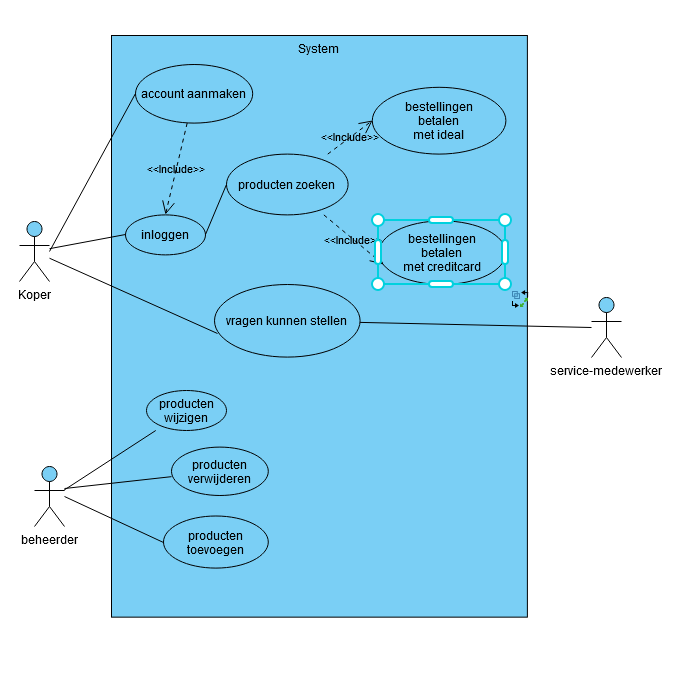 System
account aanmaken
bestellingen
betalen
met ideal
<<Include>>
<<Include>>
producten zoeken
inloggen
<<Include>
bestellingen
betalen
met creditcard
Koper
vragen kunnen stellen
service-medewerker
producten
wijzigen
producten
verwijderen
beheerder
producten
toevoegen